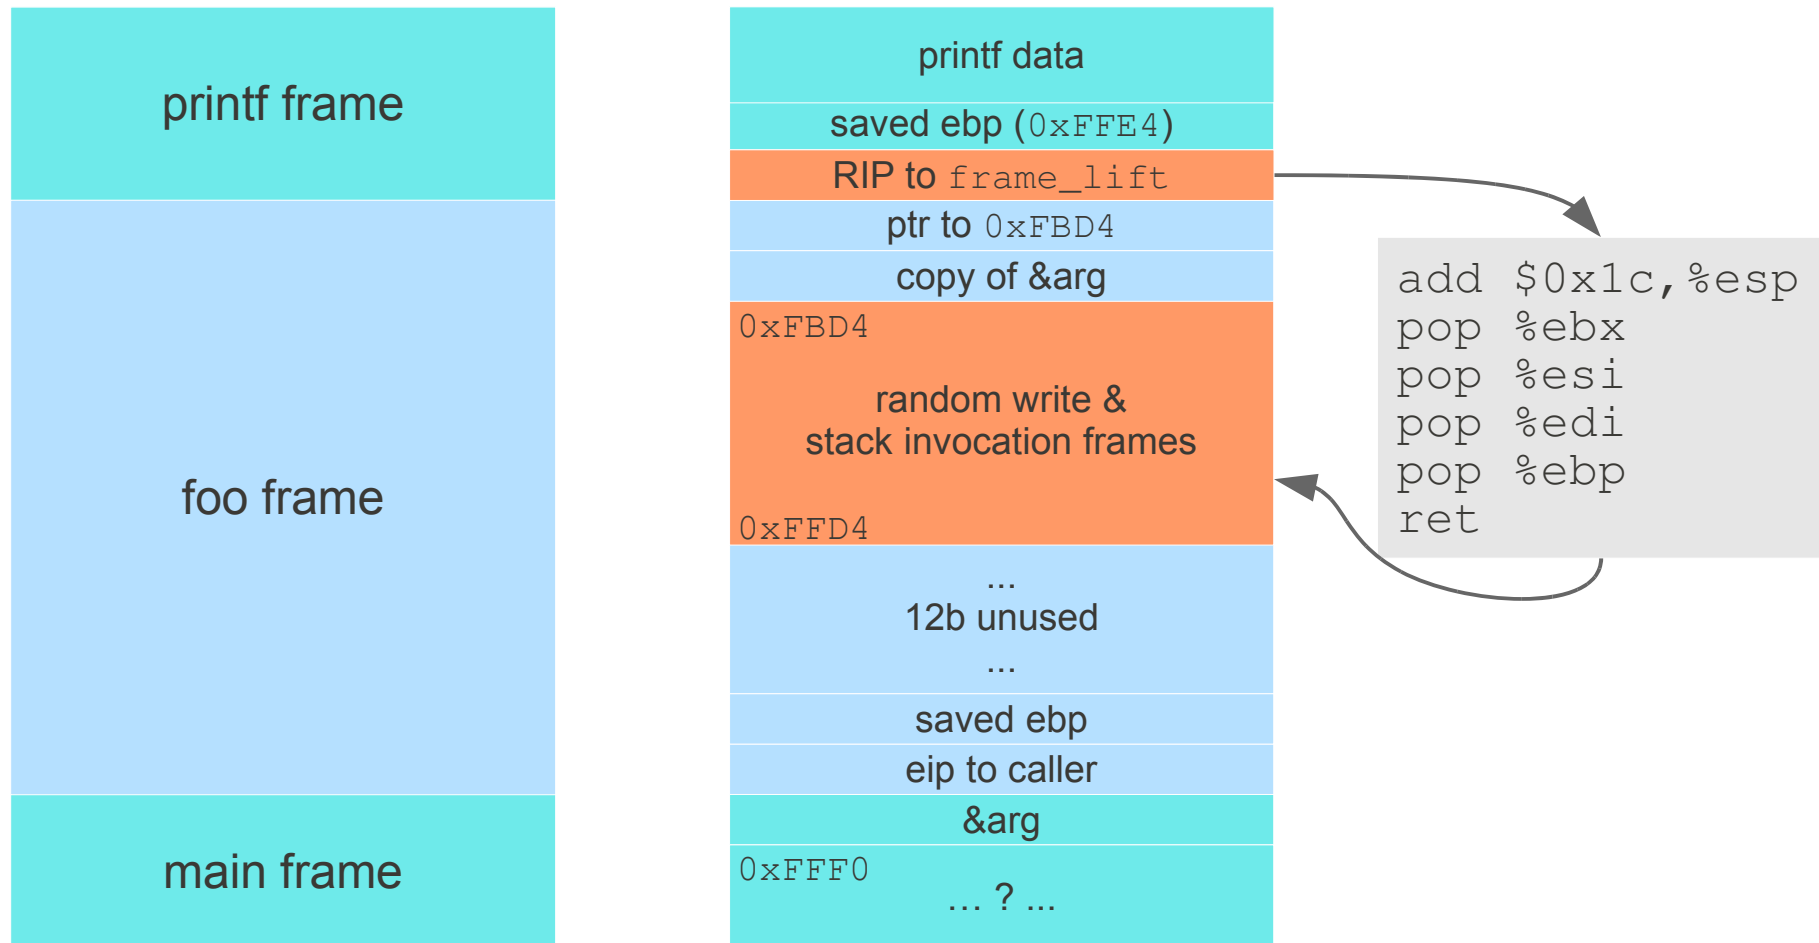 printf frame
foo frame
main frame
printf data
saved ebp (0xFFE4)
RIP to frame_lift
ptr to 0xFBD4
copy of &arg
0xFBD4
random write &
stack invocation frames
0xFFD4
...
12b unused
...
saved ebp
eip to caller
&arg
0xFFF0
... ? ...
add $0x1c,%esp
pop %ebx
pop %esi
pop %edi
pop %ebp
ret